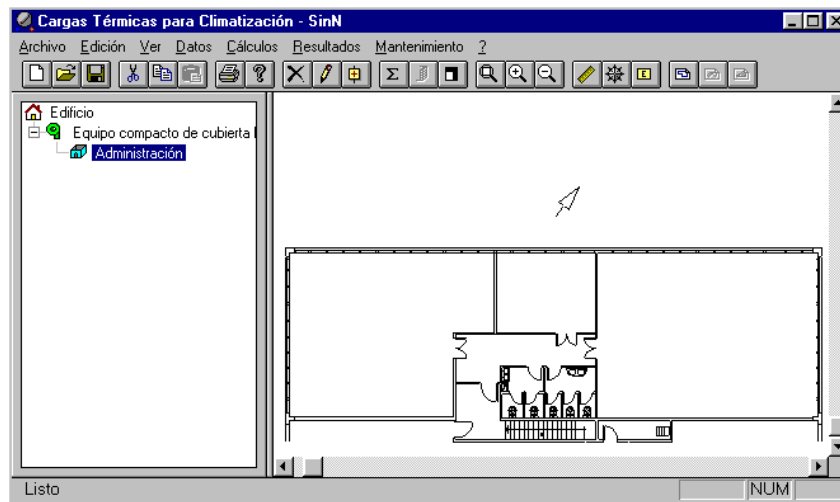 Cargas Térmicas para Climatización - SinN
Archivo Edición Ver Datos Cálculos Resultados Mantenimiento ?
Edificio
Equipo compacto de cubierta
Administración
Listo
NUM